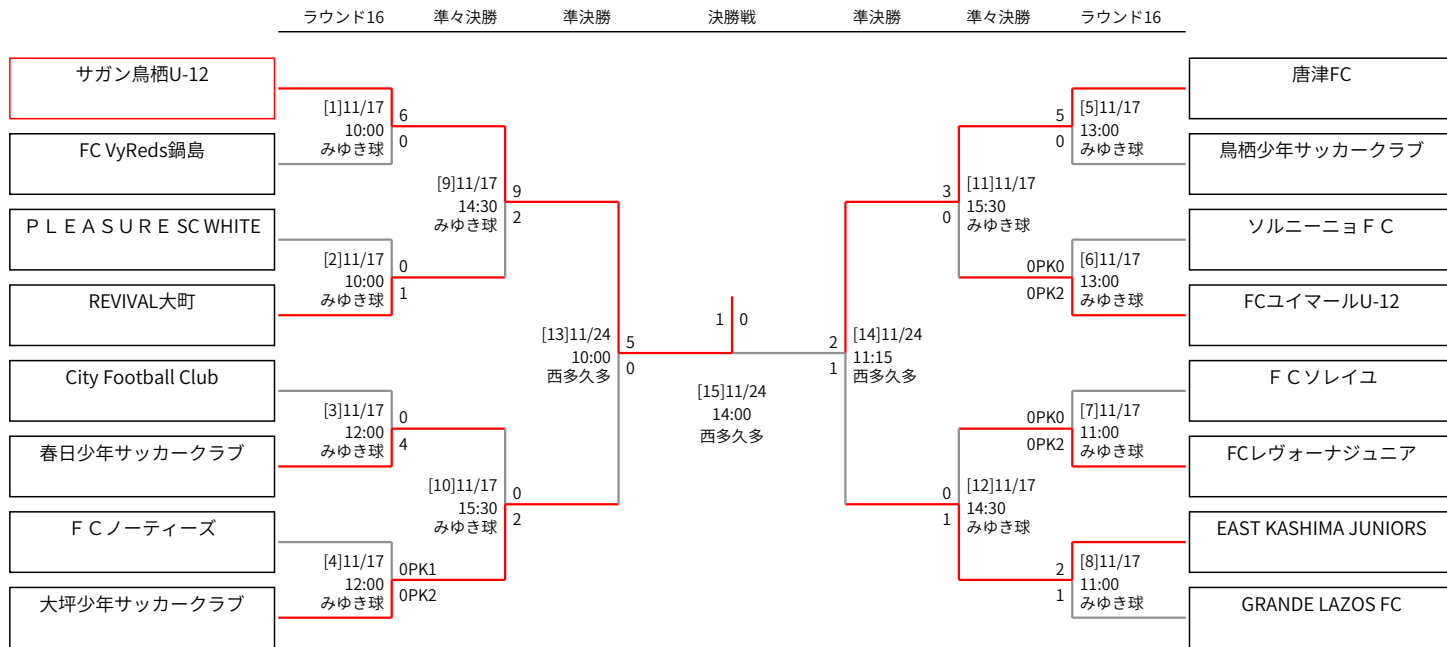 ラウンド16 準々決勝 準決勝 決勝戦 準決勝 準々決勝 ラウンド16
サガン鳥栖U-12
FC VyReds鍋島
ＰＬＥＡＳＵＲＥ SC WHITE
REVIVAL大町
City Football Club
春日少年サッカークラブ
ＦＣノーティーズ
大坪少年サッカークラブ
[1]11/17
10:00
みゆき球
6
0
[2]11/17
10:00
みゆき球
0
1
[3]11/17
12:00
みゆき球
0
4
[4]11/17
12:00
みゆき球
0PK1
0PK2
[9]11/17
14:30
みゆき球
9
2
[10]11/17
15:30
みゆき球
0
2
[13]11/24
10:00
西多久多
5
0
1 0
[15]11/24
14:00
西多久多
2
1
[14]11/24
11:15
西多久多
3
0
[11]11/17
15:30
みゆき球
0
1
[12]11/17
14:30
みゆき球
5
0
[5]11/17
13:00
みゆき球
0PK0
0PK2
[6]11/17
13:00
みゆき球
0PK0
0PK2
[7]11/17
11:00
みゆき球
2
1
[8]11/17
11:00
みゆき球
唐津FC
鳥栖少年サッカークラブ
ソルニーニョＦＣ
FCユイマールU-12
ＦＣソレイユ
FCレヴォーナジュニア
EAST KASHIMA JUNIORS
GRANDE LAZOS FC